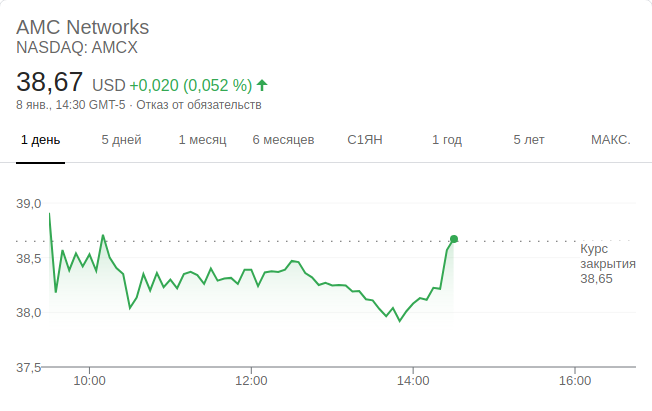 AMC Networks
NASDAQ: AMCX
38,67 USD +0,020 (0,052 %)
8 янв., 14:30 GMT-5 · Отказ от обязательств
1 день 5 дней 1 месяц 6 месяцев С1ЯН 1 год 5 лет МАКС.
39,0
38,5
38,0
37,5
Курс
закрытия
38,65
10:00 12:00 14:00 16:00